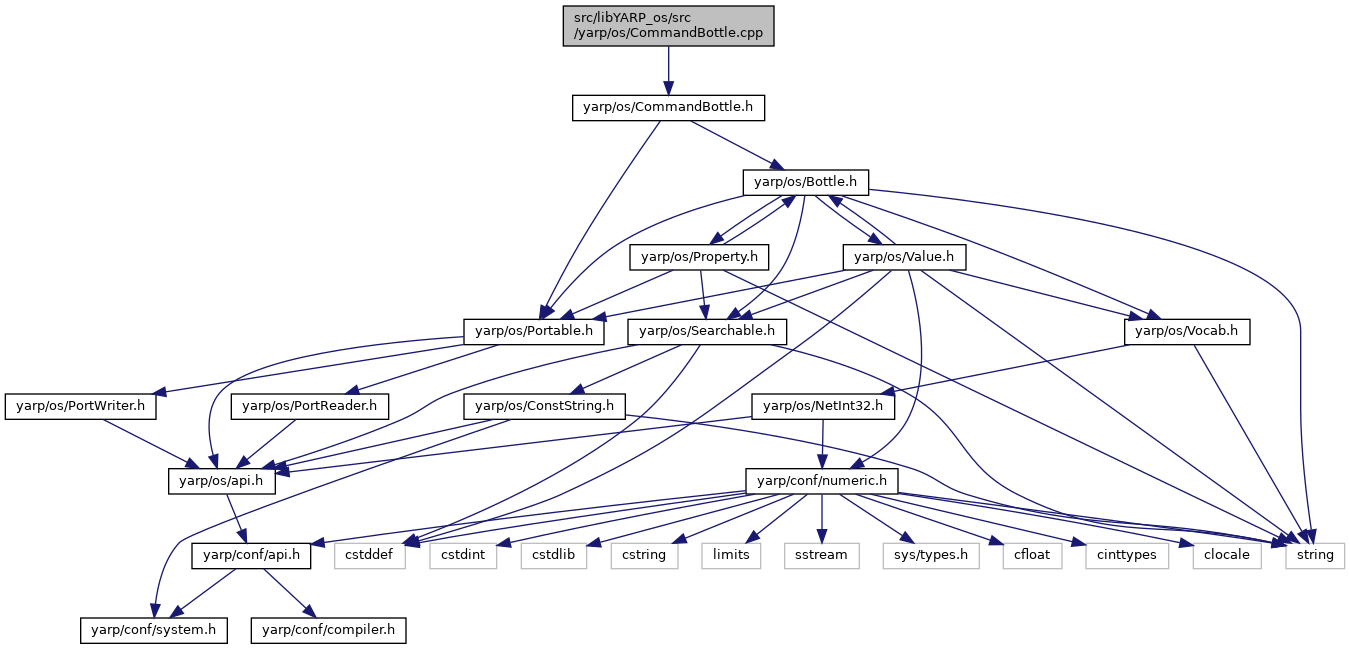 src/libYARP_os/src
/yarp/os/CommandBottle.cpp
yarp/os/CommandBottle.h
yarp/os/Bottle.h
yarp/os/Property.h
yarp/os/Value.h
yarp/os/Portable.h
yarp/os/Searchable.h
yarp/os/Vocab.h
yarp/os/PortWriter.h
yarp/os/PortReader.h
yarp/os/ConstString.h
yarp/os/NetInt32.h
yarp/os/api.h
yarp/conf/numeric.h
yarp/conf/api.h
cstddef
cstdint
cstdlib
cstring
limits
sstream
sys/types.h
cfloat
cinttypes
clocale
string
yarp/conf/system.h
yarp/conf/compiler.h